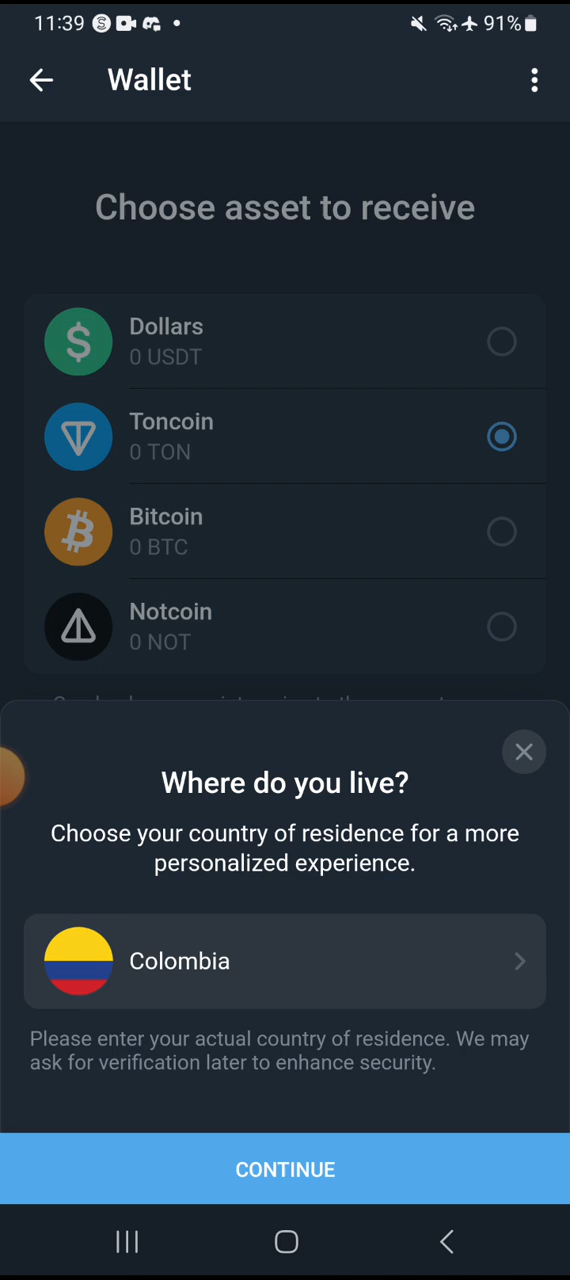 11:39
91%
Wallet
Choose asset to receive
Dollars
0 USDT
Toncoin
0 TON
Bitcoin
0 BTC
Notcoin
0 NOT
Where do you live?
Choose your country of residence for a more
personalized experience.
Colombia
Please enter your actual country of residence. We may
ask for verification later to enhance security.
CONTINUE